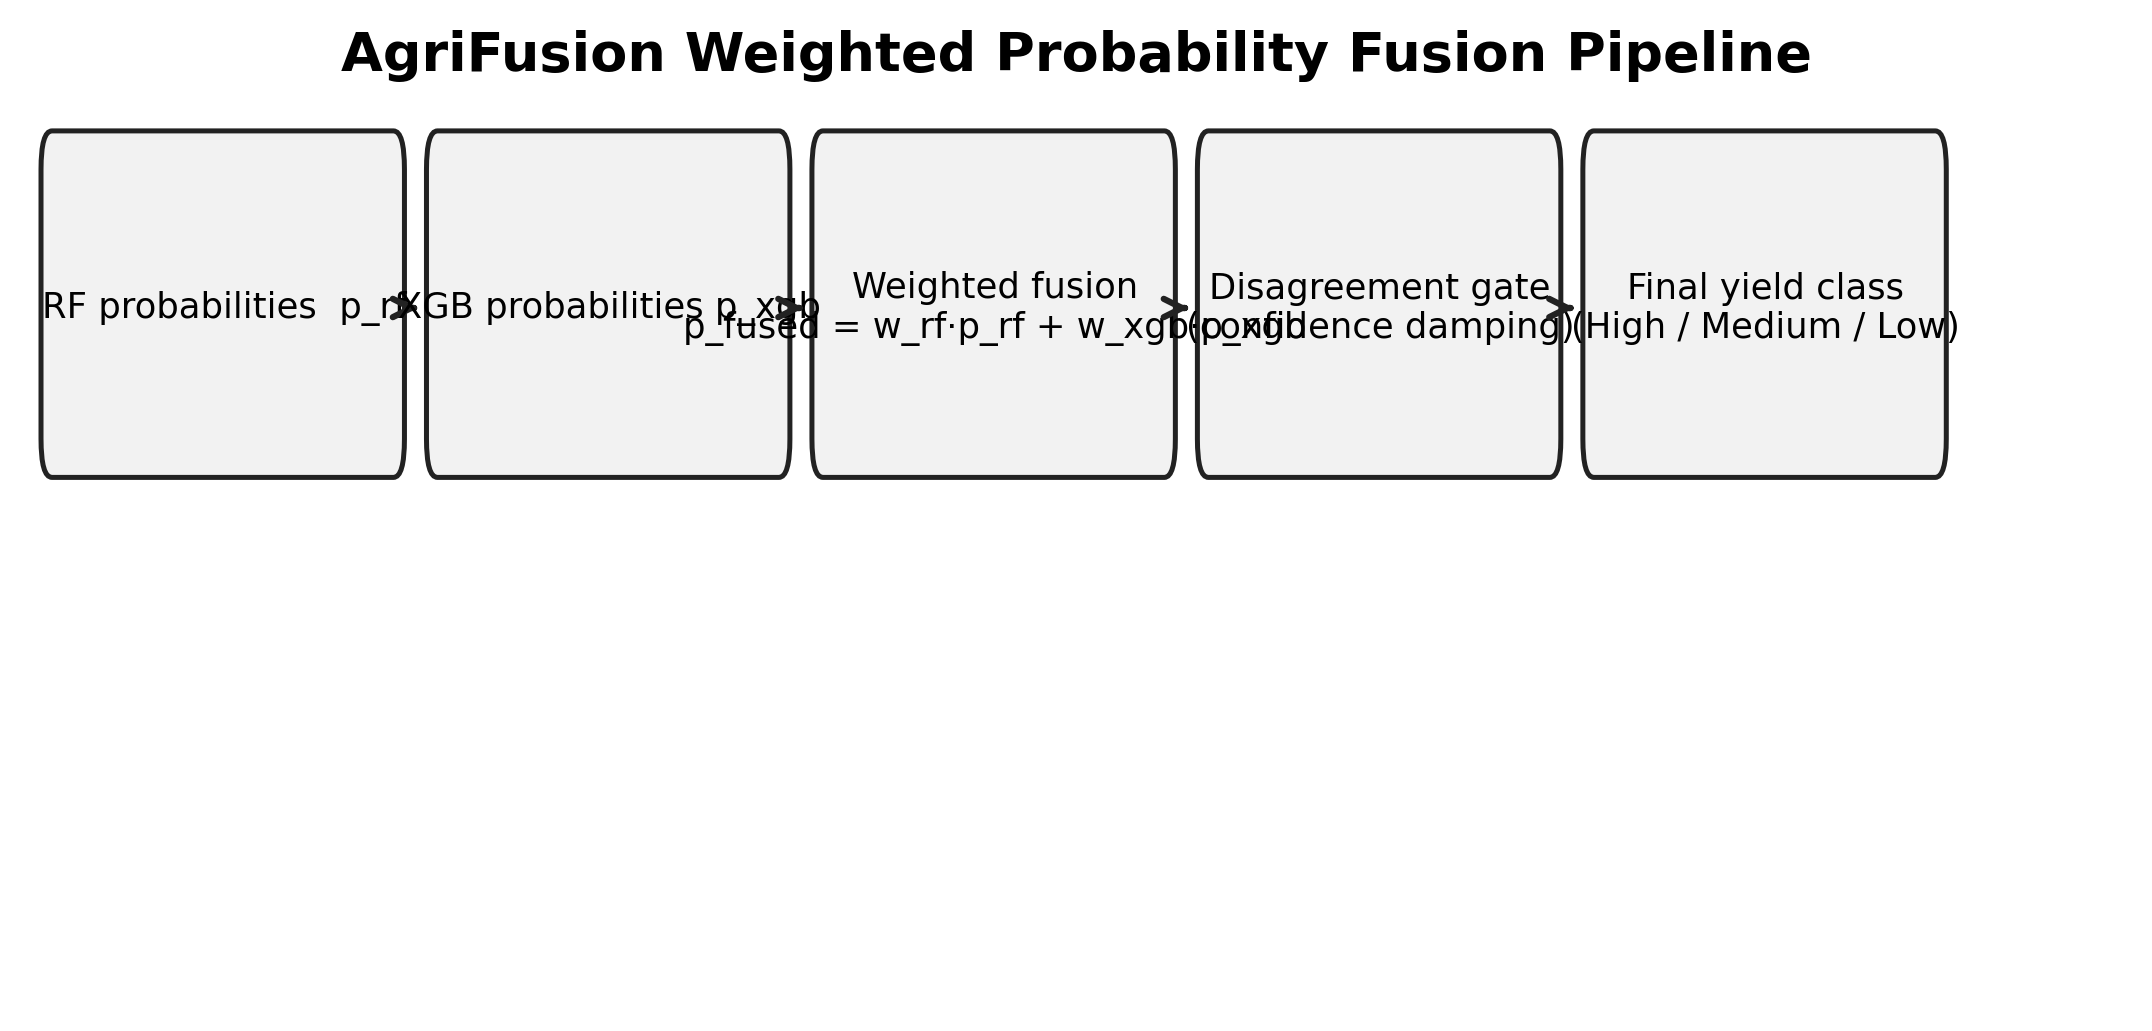 AgriFusion Weighted Probability Fusion Pipeline
RF probabilities  p_rf
XGB probabilities p_xgb
Weighted fusion
p_fused = w_rf·p_rf + w_xgb·p_xgb
Disagreement gate
(confidence damping)
Final yield class
(High / Medium / Low)